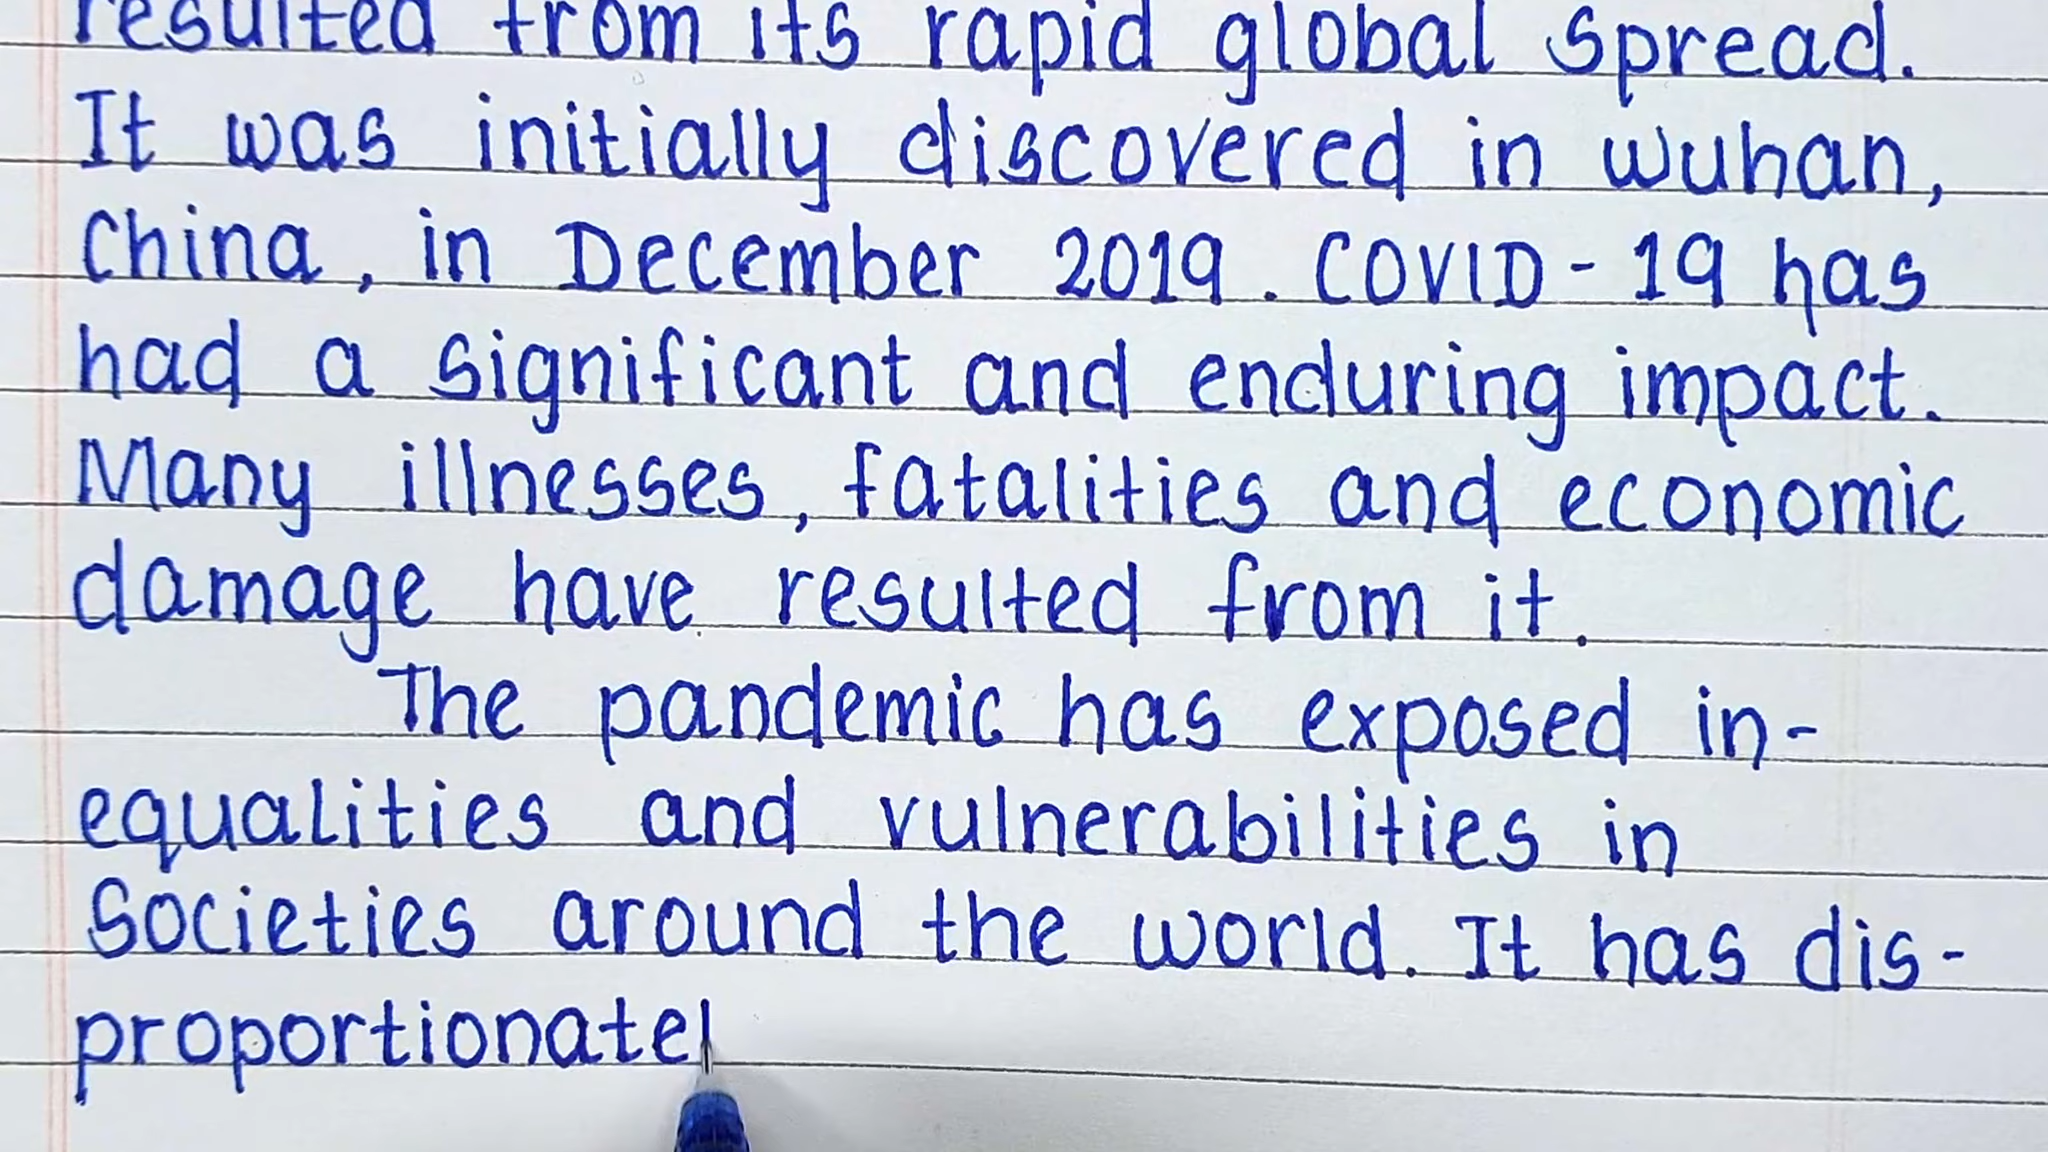 resulted from its rapid global spread.
It was initially discovered in wuhan,
China, in December 2019. COVID-19 has
had a significant and enduring impact.
Many illnesses, fatalities and economic
damage have resulted from it.
The pandemic has exposed in-
equalities and vulnerabilities in
Societies around the world. It has dis-
proportionatel